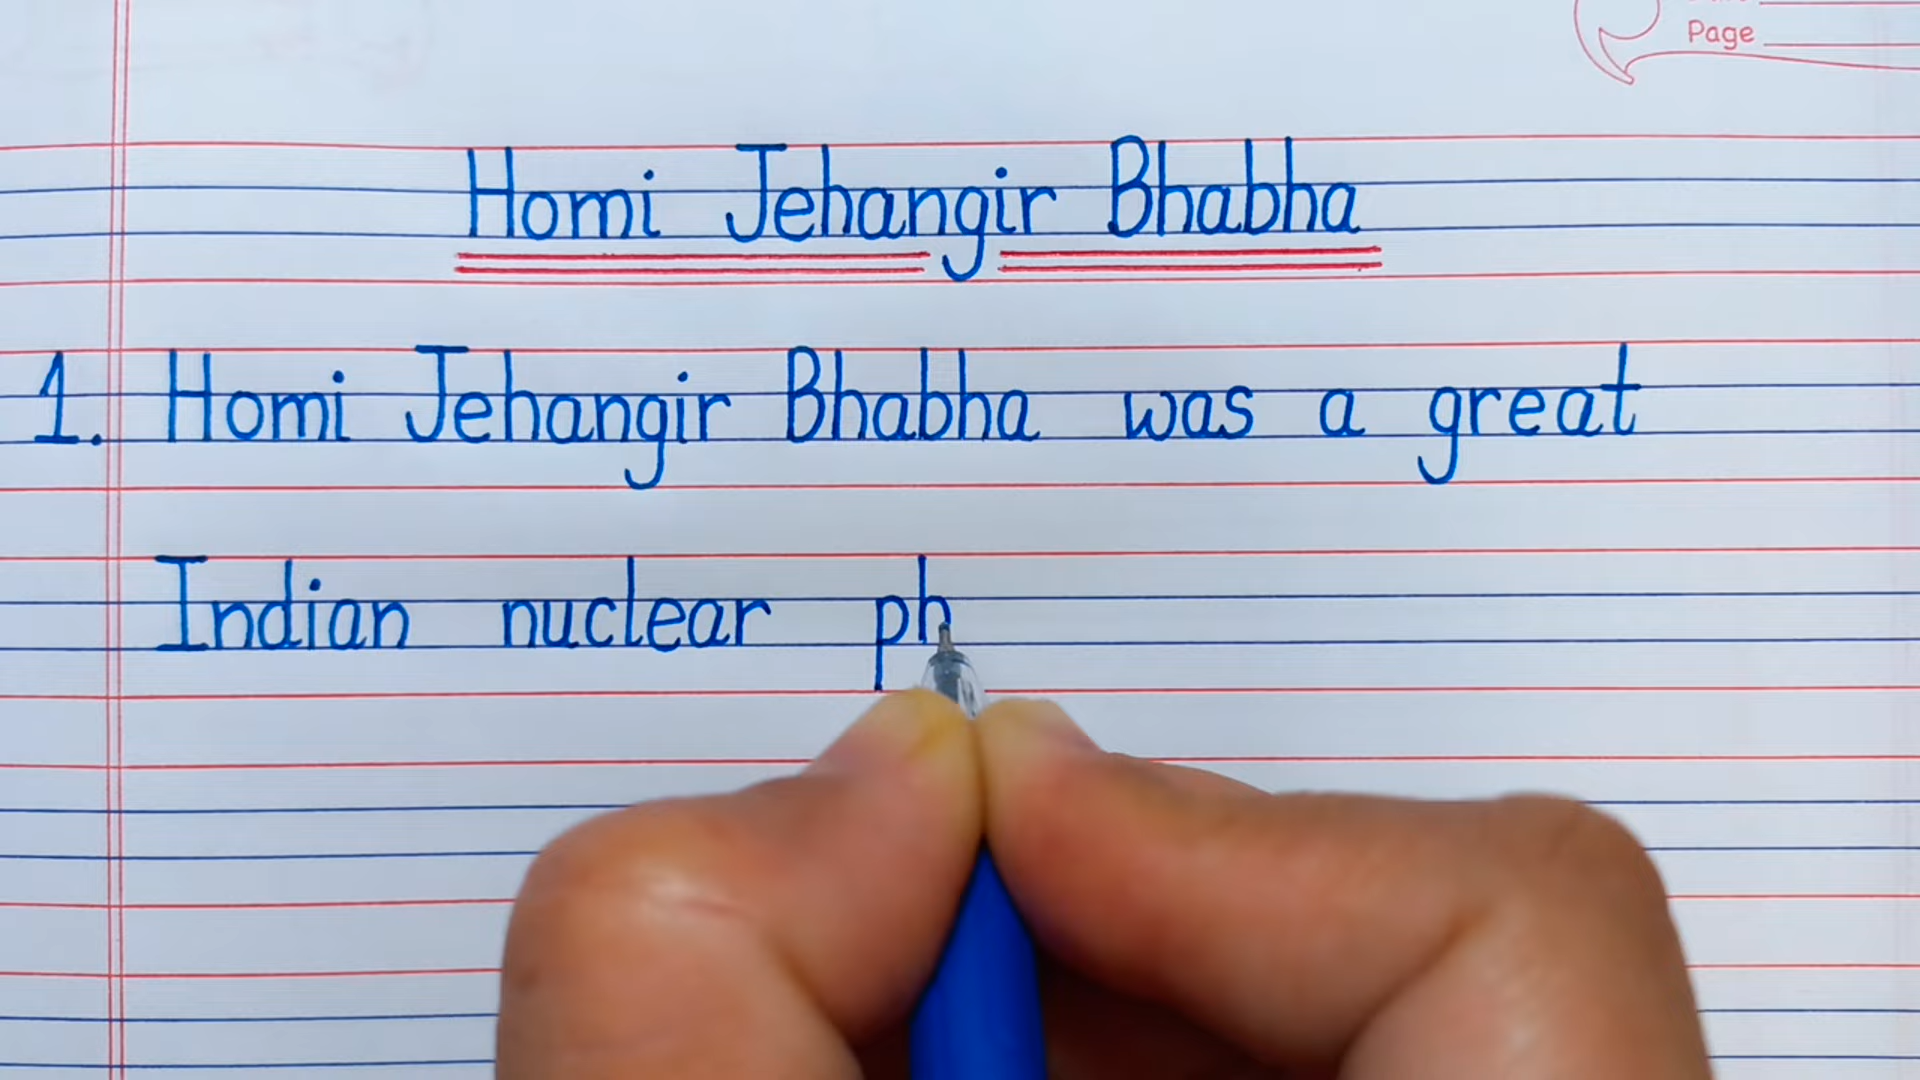 Page
Homi Jehangir Bhabha
1. Homi Jehangir Bhabha was a great
Indian nuclear ph